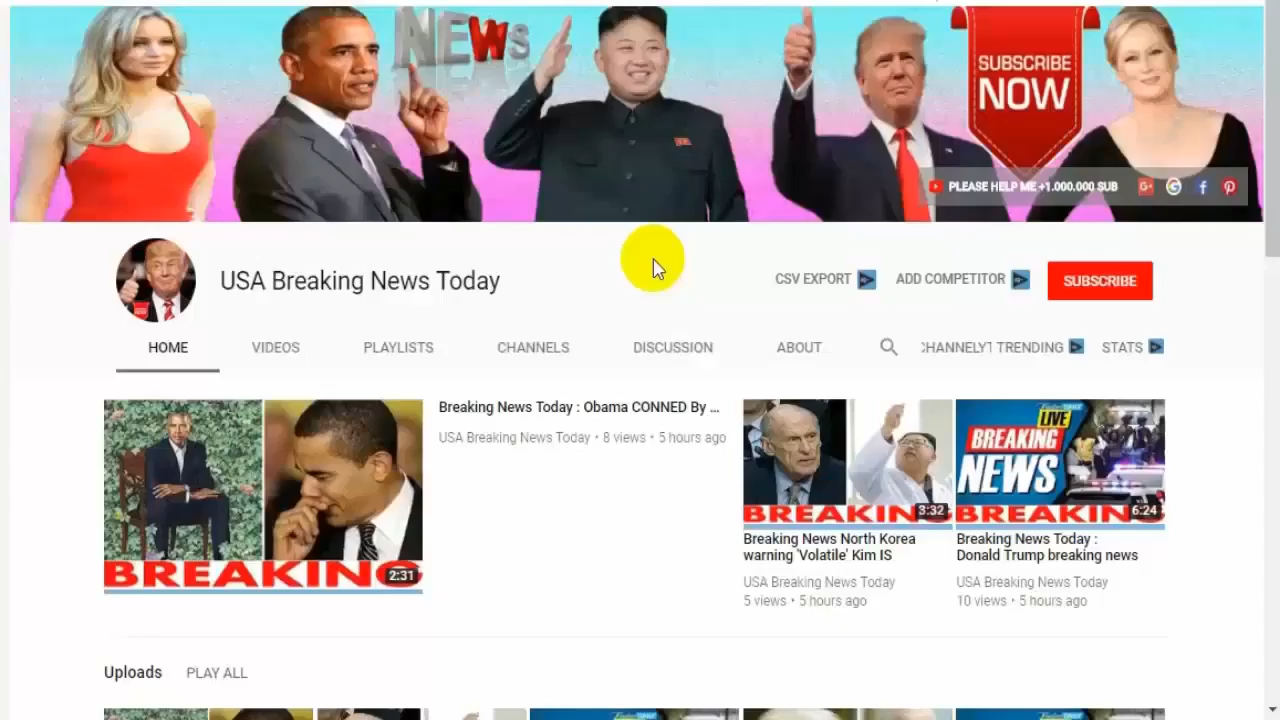 NEWS
SUBSCRIBE
NOW
PLEASE HELP ME +1.000.000 SUB
USA Breaking News Today
CSV EXPORT
ADD COMPETITOR
SUBSCRIBE
HOME
VIDEOS
PLAYLISTS
CHANNELS
DISCUSSION
ABOUT
CHANNELYT TRENDING
STATS
BREAKING
2:31
Breaking News Today : Obama CONNED By ...
USA Breaking News Today • 8 views • 5 hours ago
BREAKIN
3:32
Breaking News North Korea
warning 'Volatile' Kim IS
USA Breaking News Today
5 views • 5 hours ago
LIVE
BREAKING
NEWS
BREAKIN
6:24
Breaking News Today :
Donald Trump breaking news
USA Breaking News Today
10 views • 5 hours ago
Uploads
PLAY ALL